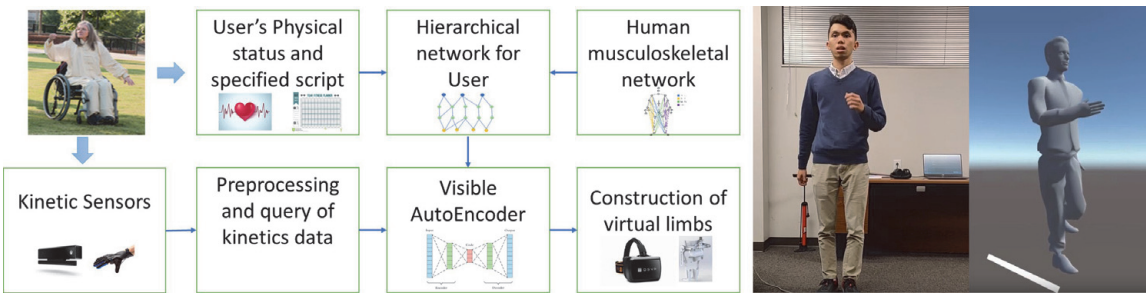 User's Physical
status and
specified script
Hierarchical
network for
User
Human
musculoskeletal
network
Kinetic Sensors
Preprocessing
and query of
kinetics data
Visible
AutoEncoder
Construction of
virtual limbs